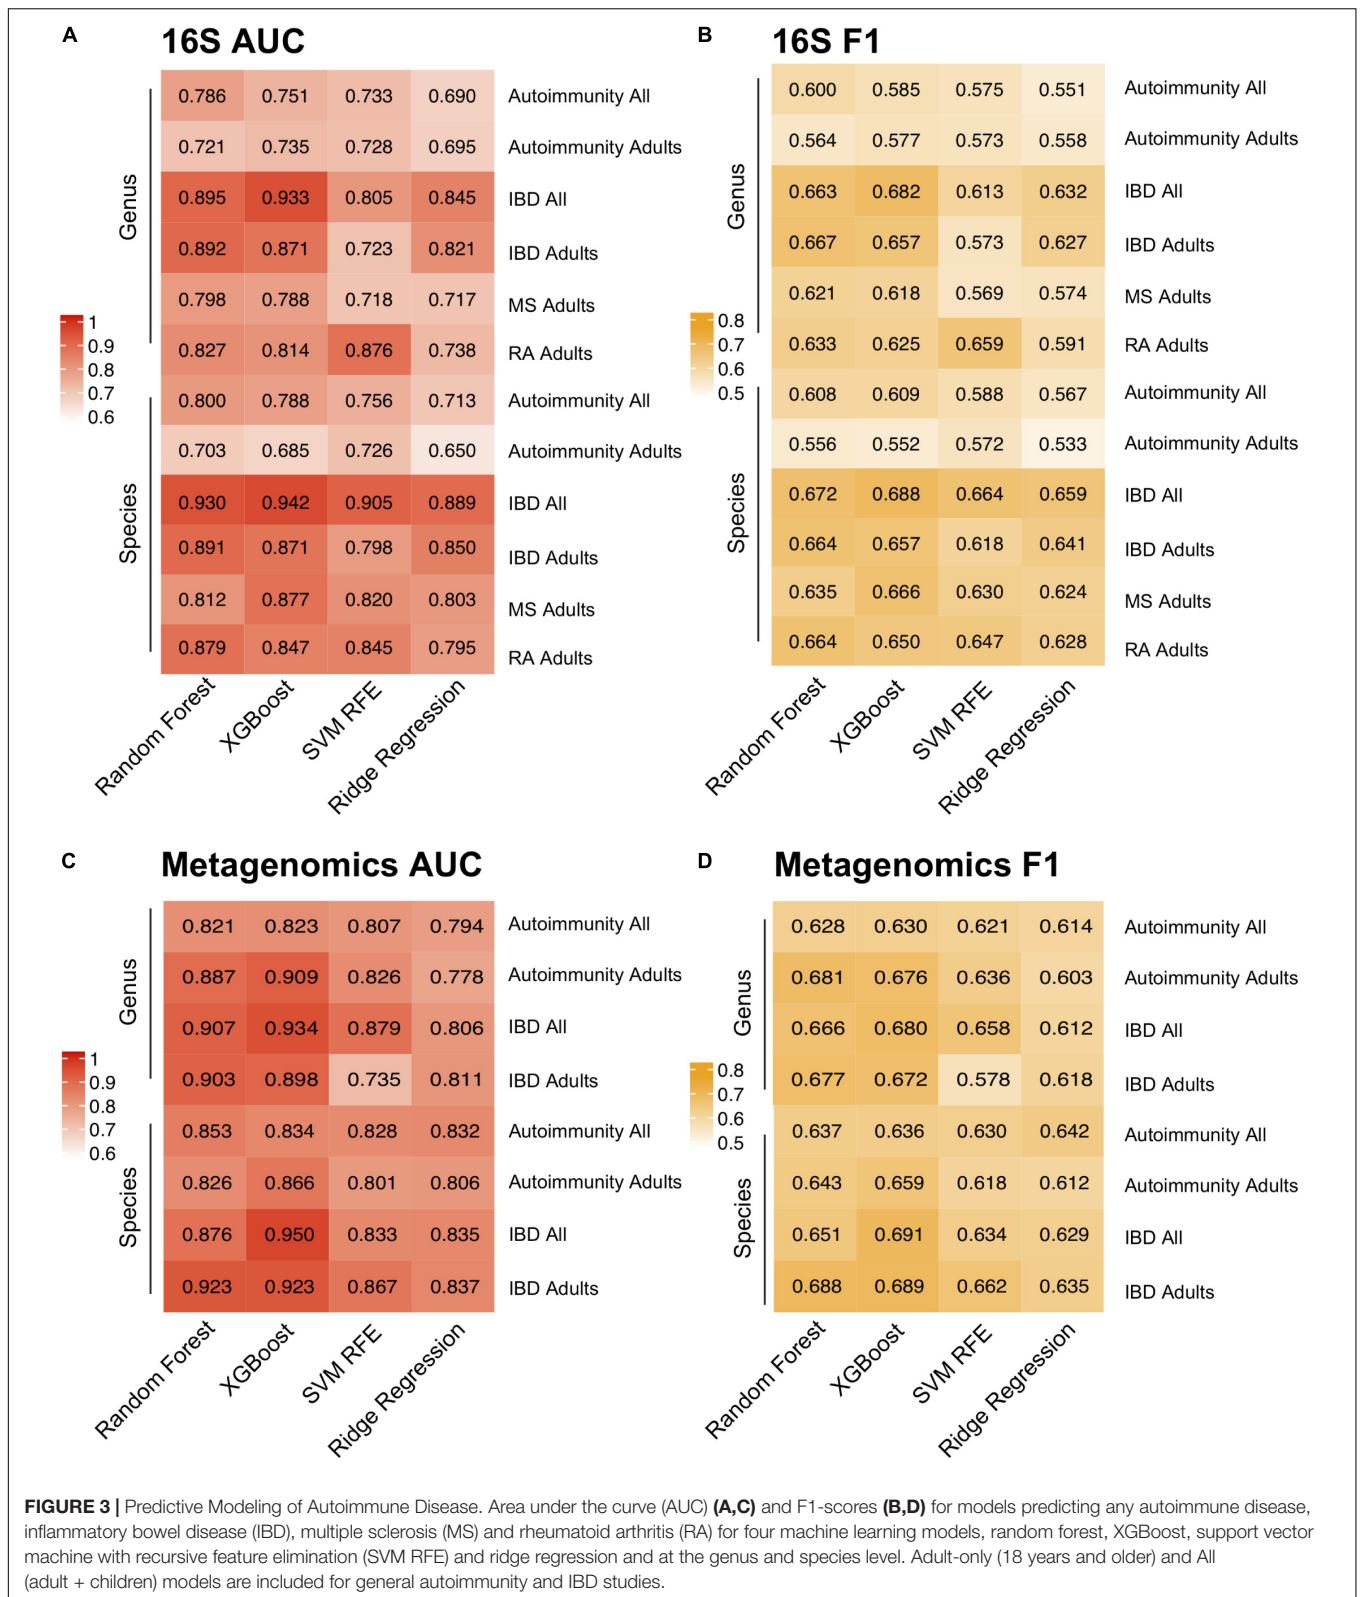 A
16S AUC
Genus
Species
1
0.9
0.8
0.7
0.6
0.786 0.751 0.733 0.690 Autoimmunity All
0.721 0.735 0.728 0.695 Autoimmunity Adults
0.895 0.933 0.805 0.845 IBD All
0.892 0.871 0.723 0.821 IBD Adults
0.798 0.788 0.718 0.717 MS Adults
0.827 0.814 0.876 0.738 RA Adults
0.800 0.788 0.756 0.713 Autoimmunity All
0.703 0.685 0.726 0.650 Autoimmunity Adults
0.930 0.942 0.905 0.889 IBD All
0.891 0.871 0.798 0.850 IBD Adults
0.812 0.877 0.820 0.803 MS Adults
0.879 0.847 0.845 0.795 RA Adults
Random Forest
XGBoost
SVM RFE
Ridge Regression
B
16S F1
Genus
Species
0.8
0.7
0.6
0.5
0.600 0.585 0.575 0.551 Autoimmunity All
0.564 0.577 0.573 0.558 Autoimmunity Adults
0.663 0.682 0.613 0.632 IBD All
0.667 0.657 0.573 0.627 IBD Adults
0.621 0.618 0.569 0.574 MS Adults
0.633 0.625 0.659 0.591 RA Adults
0.608 0.609 0.588 0.567 Autoimmunity All
0.556 0.552 0.572 0.533 Autoimmunity Adults
0.672 0.688 0.664 0.659 IBD All
0.664 0.657 0.618 0.641 IBD Adults
0.635 0.666 0.630 0.624 MS Adults
0.664 0.650 0.647 0.628 RA Adults
Random Forest
XGBoost
SVM RFE
Ridge Regression
C
Metagenomics AUC
Genus
Species
1
0.9
0.8
0.7
0.6
0.821 0.823 0.807 0.794 Autoimmunity All
0.887 0.909 0.826 0.778 Autoimmunity Adults
0.907 0.934 0.879 0.806 IBD All
0.903 0.898 0.735 0.811 IBD Adults
0.853 0.834 0.828 0.832 Autoimmunity All
0.826 0.866 0.801 0.806 Autoimmunity Adults
0.876 0.950 0.833 0.835 IBD All
0.923 0.923 0.867 0.837 IBD Adults
Random Forest
XGBoost
SVM RFE
Ridge Regression
D
Metagenomics F1
Genus
Species
0.8
0.7
0.6
0.5
0.628 0.630 0.621 0.614 Autoimmunity All
0.681 0.676 0.636 0.603 Autoimmunity Adults
0.666 0.680 0.658 0.612 IBD All
0.677 0.672 0.578 0.618 IBD Adults
0.637 0.636 0.630 0.642 Autoimmunity All
0.643 0.659 0.618 0.612 Autoimmunity Adults
0.651 0.691 0.634 0.629 IBD All
0.688 0.689 0.662 0.635 IBD Adults
Random Forest
XGBoost
SVM RFE
Ridge Regression
FIGURE 3 | Predictive Modeling of Autoimmune Disease. Area under the curve (AUC) (A,C) and F1-scores (B,D) for models predicting any autoimmune disease,
inflammatory bowel disease (IBD), multiple sclerosis (MS) and rheumatoid arthritis (RA) for four machine learning models, random forest, XGBoost, support vector
machine with recursive feature elimination (SVM RFE) and ridge regression and at the genus and species level. Adult-only (18 years and older) and All
(adult + children) models are included for general autoimmunity and IBD studies.